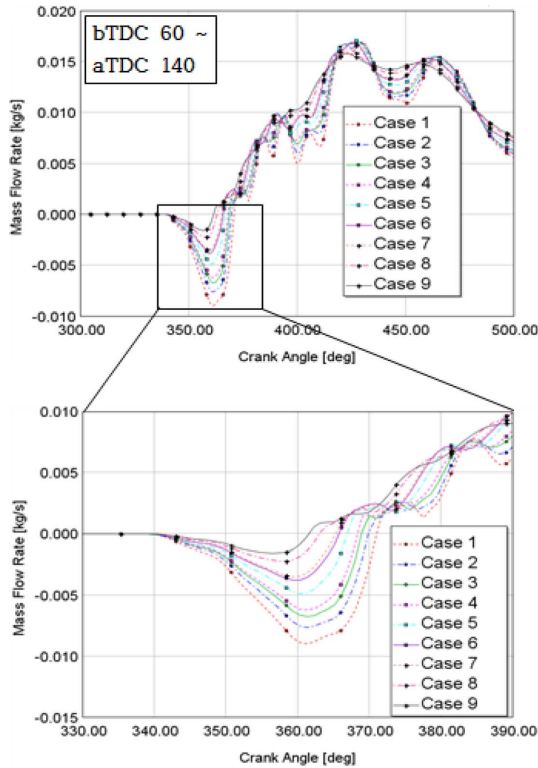 bTDC 60 ~
aTDC 140
0.020
0.015
0.010
0.005
0.000
-0.005
-0.010
Mass Flow Rate [kg/s]
Case 1
Case 2
Case 3
Case 4
Case 5
Case 6
Case 7
Case 8
Case 9
300.00 350.00 400.00 450.00 500.00
Crank Angle [deg]
0.010
0.005
0.000
-0.005
-0.010
-0.015
Mass Flow Rate [kg/s]
Case 1
Case 2
Case 3
Case 4
Case 5
Case 6
Case 7
Case 8
Case 9
330.00 340.00 350.00 360.00 370.00 380.00 390.00
Crank Angle [deg]